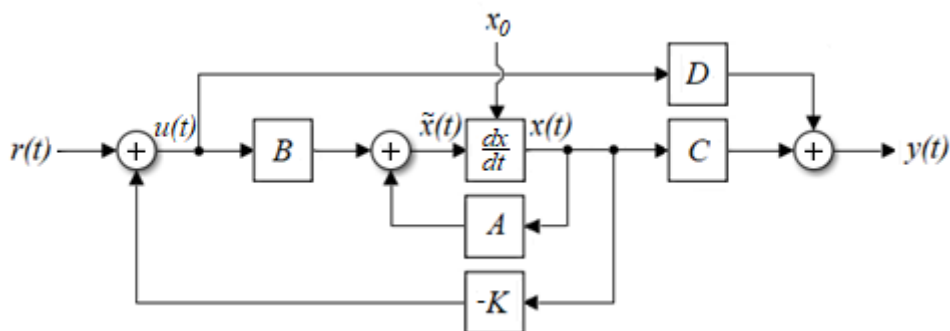 x₀
D
r(t)
+
u(t)
B
+
x̃(t)
dx
dt
x(t)
C
+
y(t)
A
-K